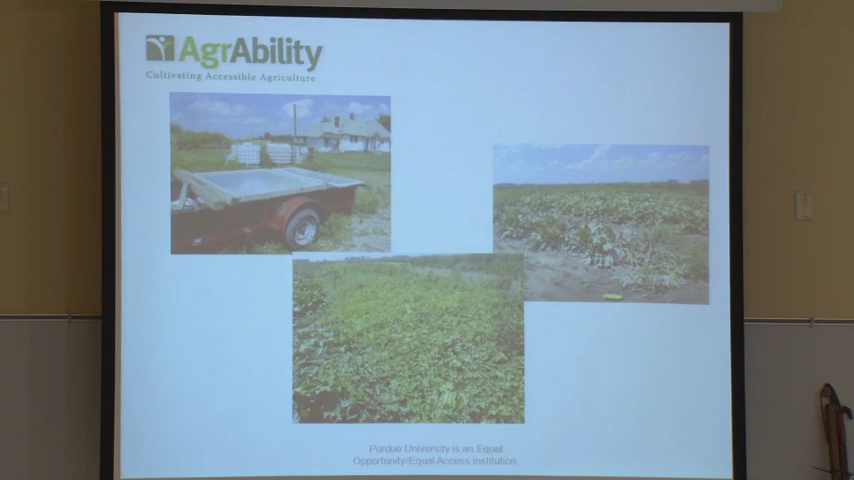 AgrAbility
Cultivating Accessible Agriculture
Purdue University is an Equal
Opportunity/Equal Access institution.